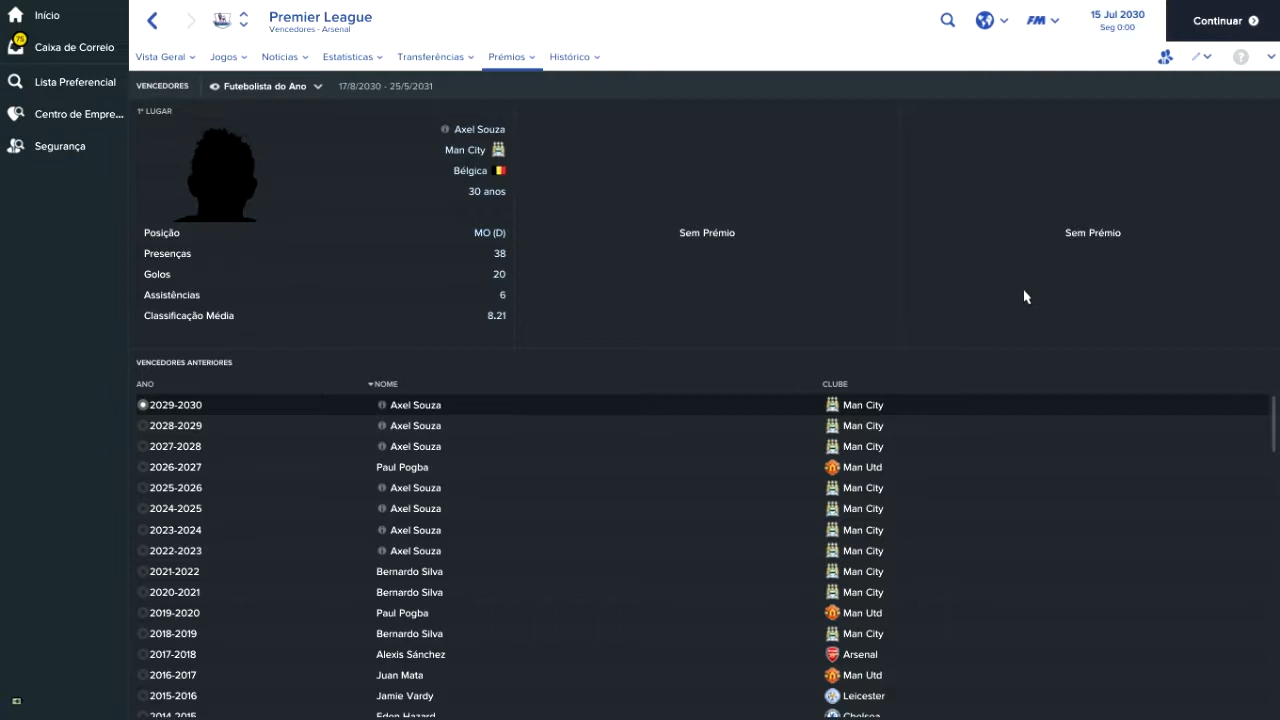 Início
75
Caixa de Correio
Lista Preferencial
Centro de Empre...
Segurança
Premier League
Vencedores - Arsenal
FM
15 Jul 2030
Seg 0:00
Continuar
Vista Geral
Jogos
Notícias
Estatísticas
Transferências
Prémios
Histórico
?
VENCEDORES
Futebolista do Ano
17/8/2030 - 25/5/2031
1º LUGAR
Axel Souza
Man City
Bélgica
30 anos
Posição MO (D)
Presenças 38
Golos 20
Assistências 6
Classificação Média 8.21
Sem Prémio
Sem Prémio
VENCEDORES ANTERIORES
ANO NOME CLUBE
2029-2030 Axel Souza Man City
2028-2029 Axel Souza Man City
2027-2028 Axel Souza Man City
2026-2027 Paul Pogba Man Utd
2025-2026 Axel Souza Man City
2024-2025 Axel Souza Man City
2023-2024 Axel Souza Man City
2022-2023 Axel Souza Man City
2021-2022 Bernardo Silva Man City
2020-2021 Bernardo Silva Man City
2019-2020 Paul Pogba Man Utd
2018-2019 Bernardo Silva Man City
2017-2018 Alexis Sánchez Arsenal
2016-2017 Juan Mata Man Utd
2015-2016 Jamie Vardy Leicester
2014-2015 Eden Hazard Chelsea